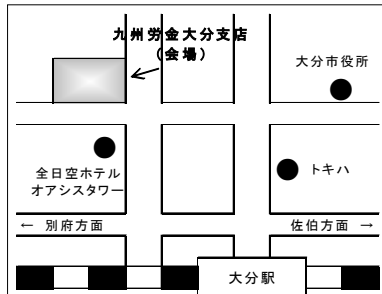 九州労金大分支店
（会場）
大分市役所
全日空ホテル
オアシスタワー
トキハ
← 別府方面
佐伯方面 →
大分駅